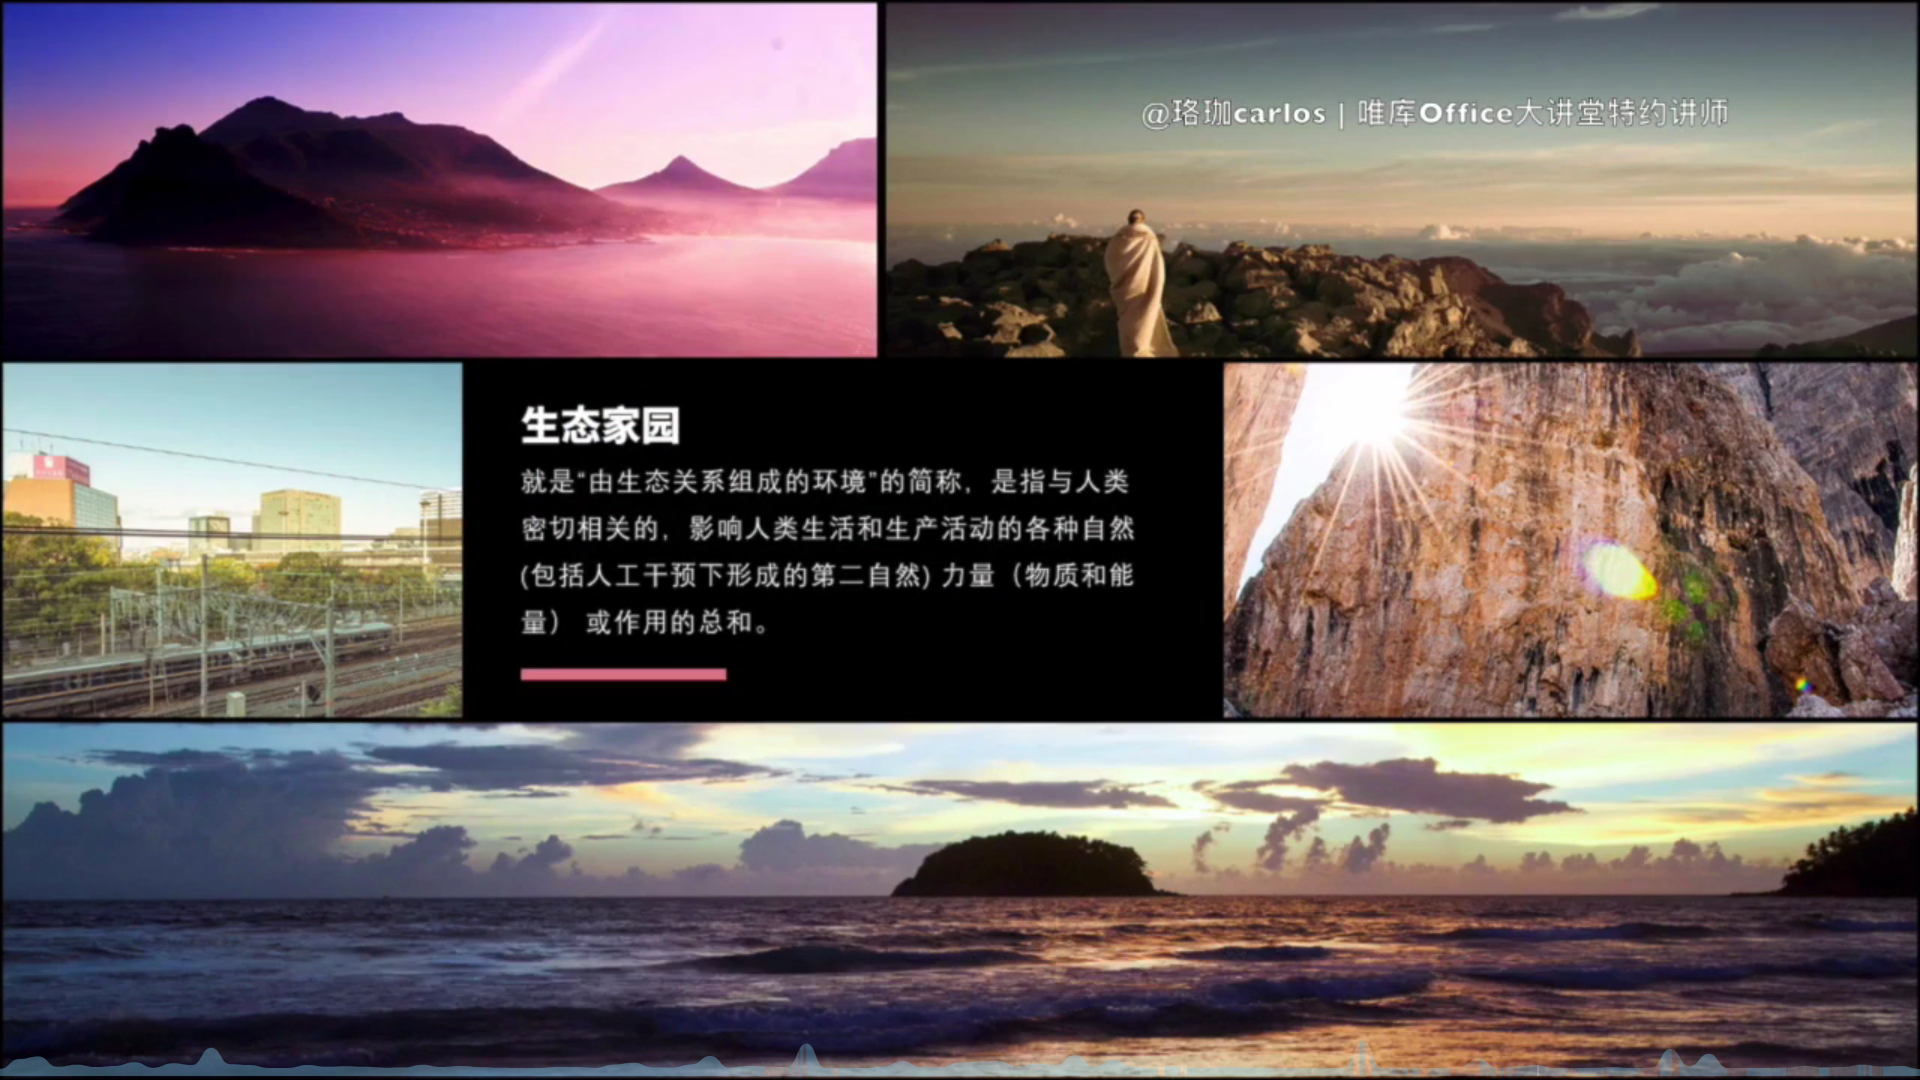 @珞珈carlos | 唯库Office大讲堂特约讲师
生态家园
就是“由生态关系组成的环境”的简称，是指与人类
密切相关的，影响人类生活和生产活动的各种自然
(包括人工干预下形成的第二自然) 力量（物质和能
量） 或作用的总和。